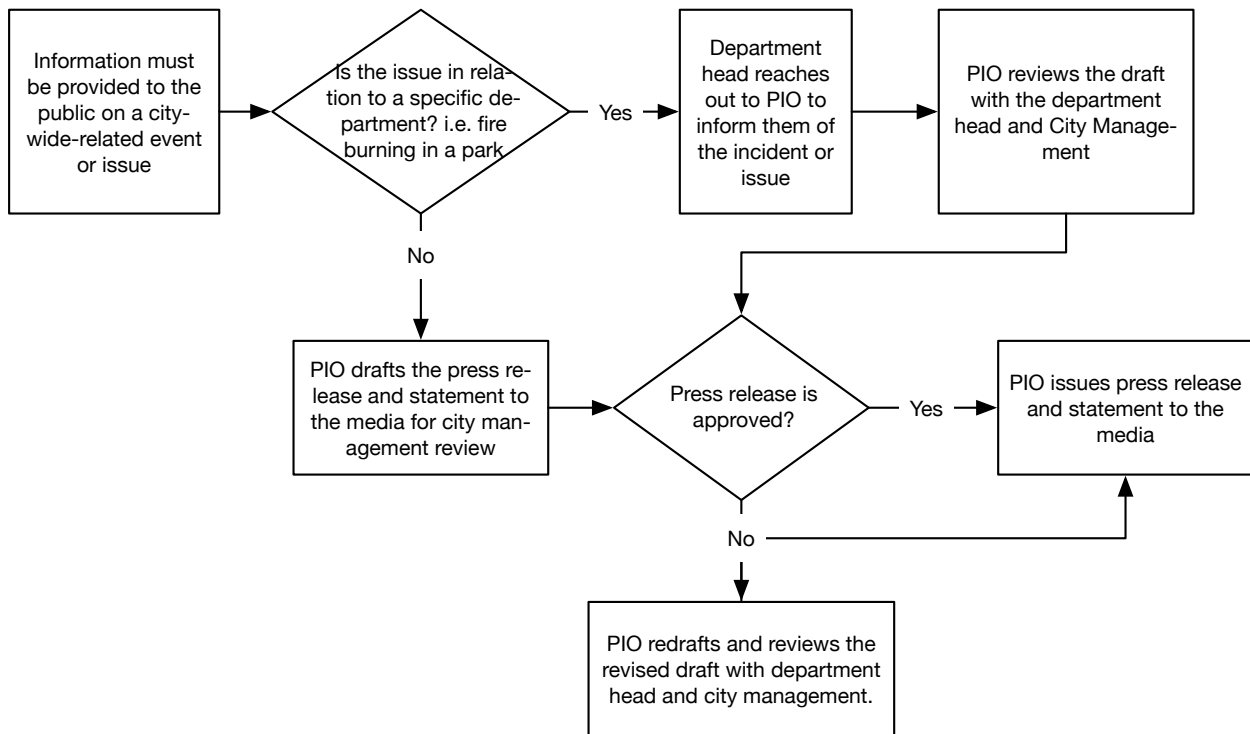 Information must
be provided to the
public on a city-
wide-related event
or issue
Is the issue in rela-
tion to a specific de-
partment? i.e. fire
burning in a park
Yes
Department
head reaches
out to PIO to
inform them of
the incident or
issue
PIO reviews the draft
with the department
head and City Manage-
ment
No
PIO drafts the press re-
lease and statement to
the media for city man-
agement review
Press release is
approved?
Yes
PIO issues press release
and statement to the
media
No
PIO redrafts and reviews the
revised draft with department
head and city management.